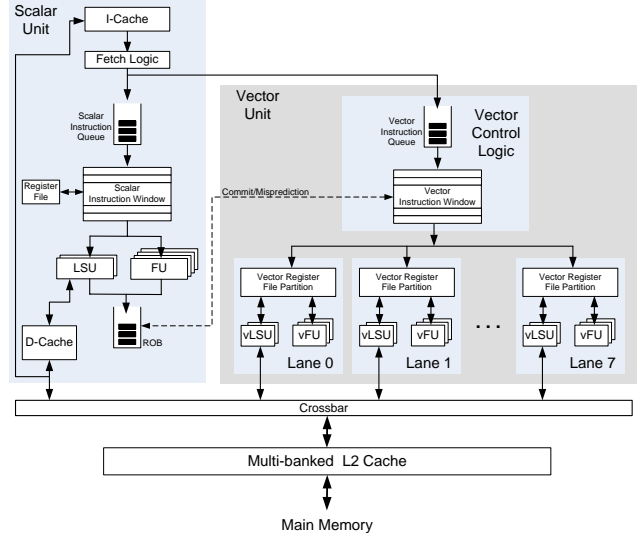 Scalar
Unit
I-Cache
Fetch Logic
Scalar
Instruction
Queue
Register
File
Scalar
Instruction Window
LSU
FU
D-Cache
ROB
Commit/Misprediction
Vector
Unit
Vector
Instruction
Queue
Vector
Control
Logic
Vector
Instruction Window
Vector Register
File Partition
vLSU
vFU
Lane 0
Vector Register
File Partition
vLSU
vFU
Lane 1
. . .
Vector Register
File Partition
vLSU
vFU
Lane 7
Crossbar
Multi-banked L2 Cache
Main Memory